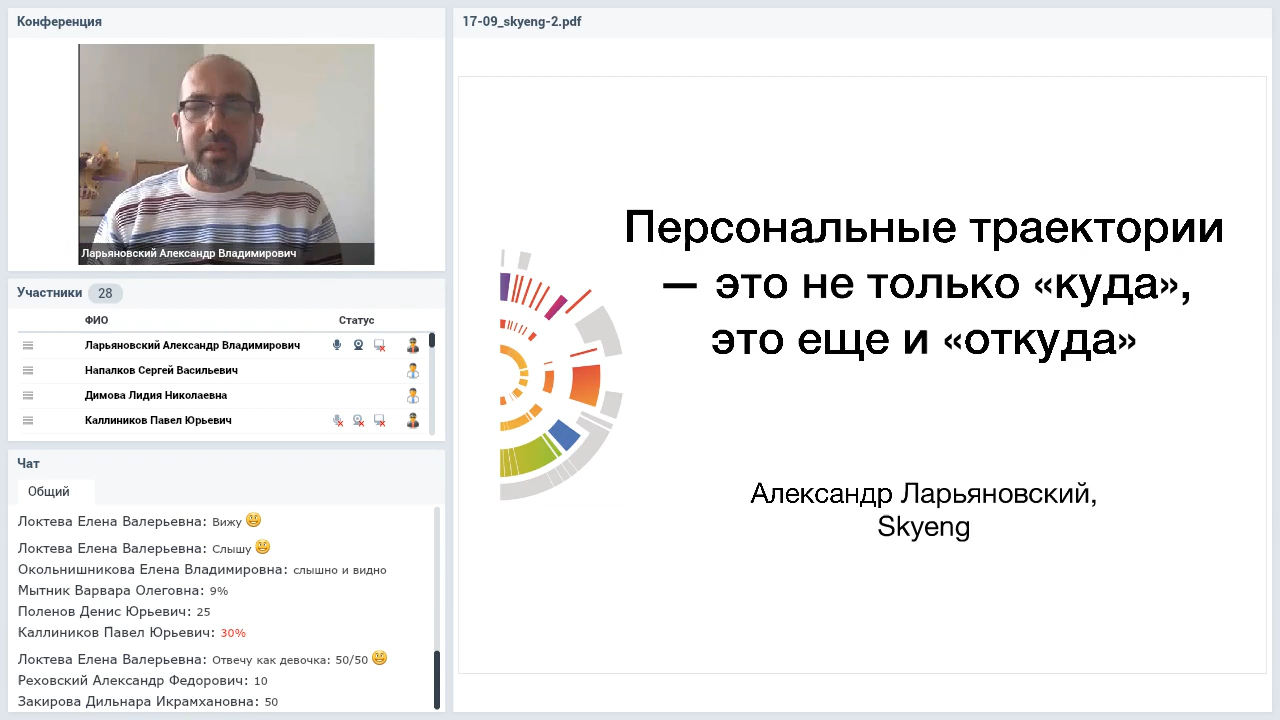 Конференция
Ларьяновский Александр Владимирович
Участники 28
ФИО Статус
Ларьяновский Александр Владимирович
Напалков Сергей Васильевич
Димова Лидия Николаевна
Каллиников Павел Юрьевич
Чат
Общий
Локтева Елена Валерьевна: Вижу
Локтева Елена Валерьевна: Слышу
Окольнишникова Елена Владимировна: слышно и видно
Мытник Варвара Олеговна: 9%
Поленов Денис Юрьевич: 25
Каллиников Павел Юрьевич: 30%
Локтева Елена Валерьевна: Отвечу как девочка: 50/50
Реховский Александр Федорович: 10
Закирова Дильнара Икрамхановна: 50
17-09_skyeng-2.pdf
Персональные траектории
— это не только «куда»,
это еще и «откуда»
Александр Ларьяновский,
Skyeng